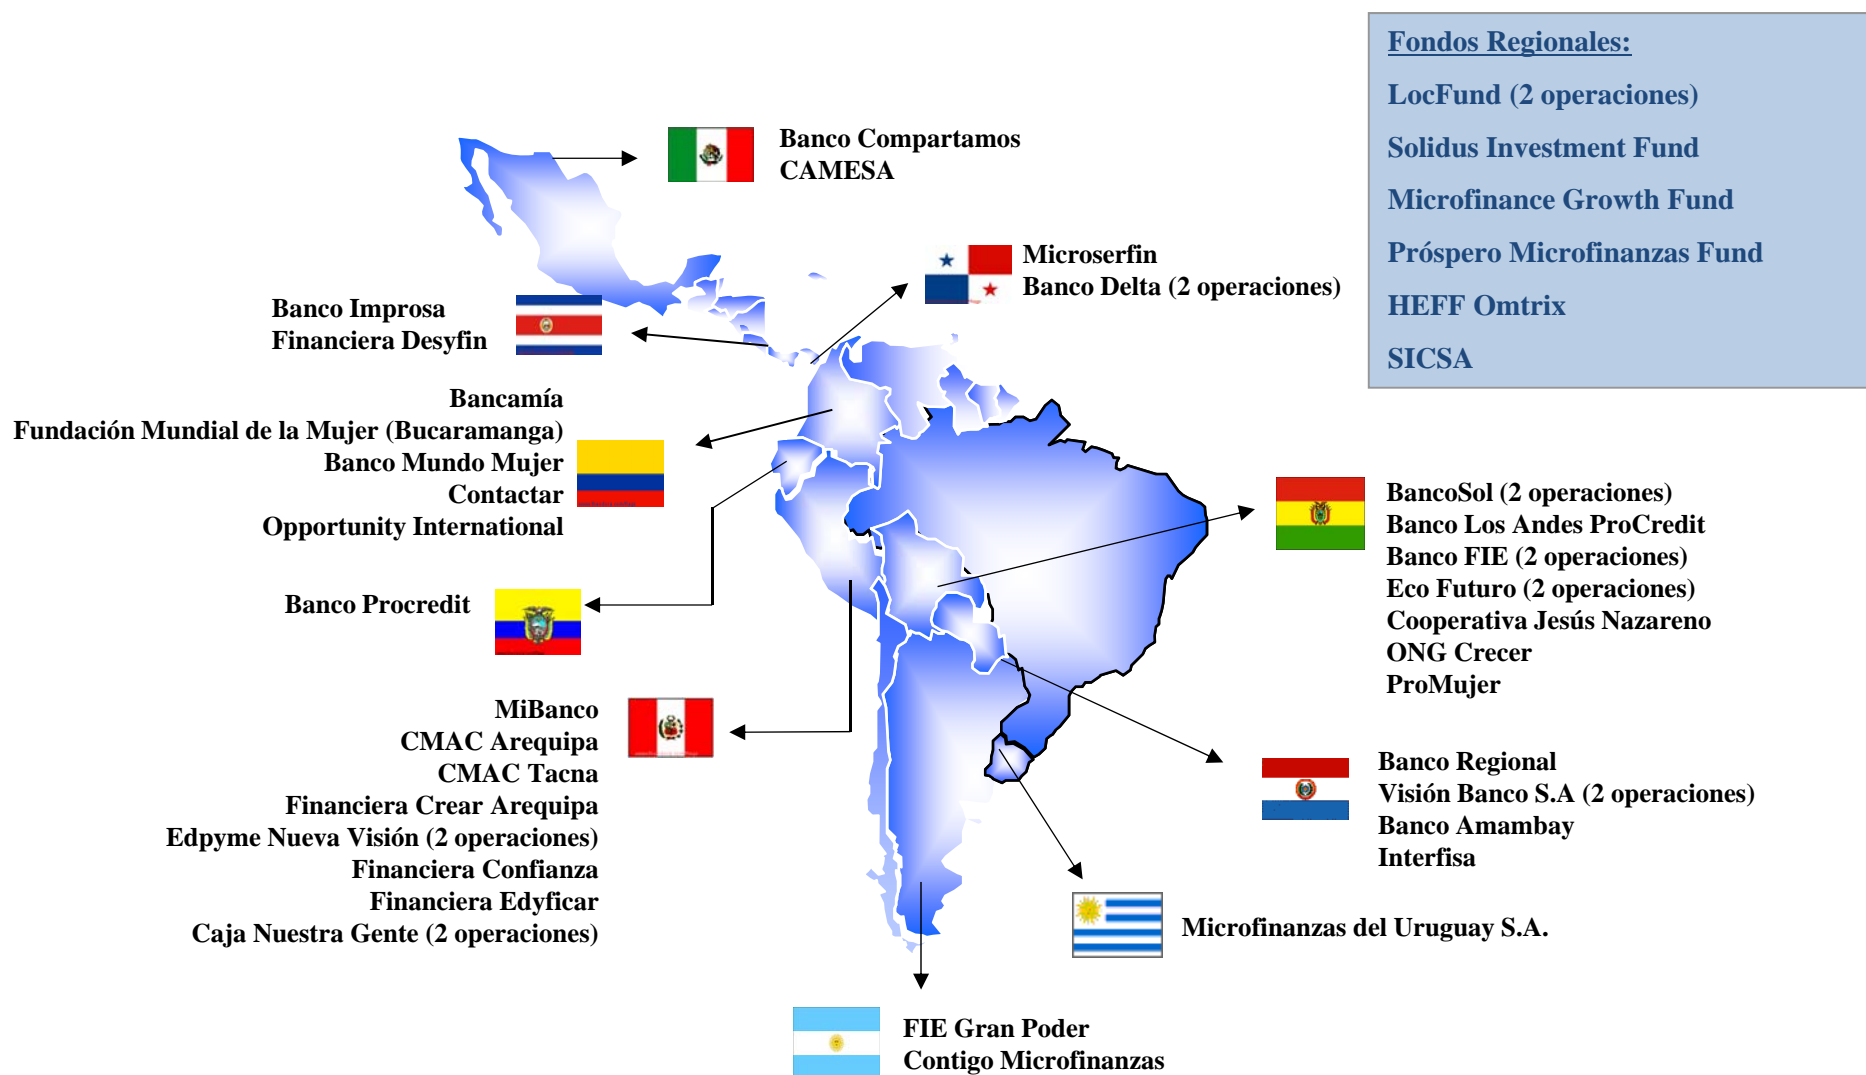 Fondos Regionales:
LocFund (2 operaciones)
Solidus Investment Fund
Microfinance Growth Fund
Próspero Microfinanzas Fund
HEFF Omtrix
SICSA
Banco Compartamos
CAMESA
Microserfin
Banco Delta (2 operaciones)
Banco Improsa
Financiera Desyfin
Bancamía
Fundación Mundial de la Mujer (Bucaramanga)
Banco Mundo Mujer
Contactar
Opportunity International
Banco Procredit
MiBanco
CMAC Arequipa
CMAC Tacna
Financiera Crear Arequipa
Edpyme Nueva Visión (2 operaciones)
Financiera Confianza
Financiera Edyficar
Caja Nuestra Gente (2 operaciones)
BancoSol (2 operaciones)
Banco Los Andes ProCredit
Banco FIE (2 operaciones)
Eco Futuro (2 operaciones)
Cooperativa Jesús Nazareno
ONG Crecer
ProMujer
Banco Regional
Visión Banco S.A (2 operaciones)
Banco Amambay
Interfisa
Microfinanzas del Uruguay S.A.
FIE Gran Poder
Contigo Microfinanzas